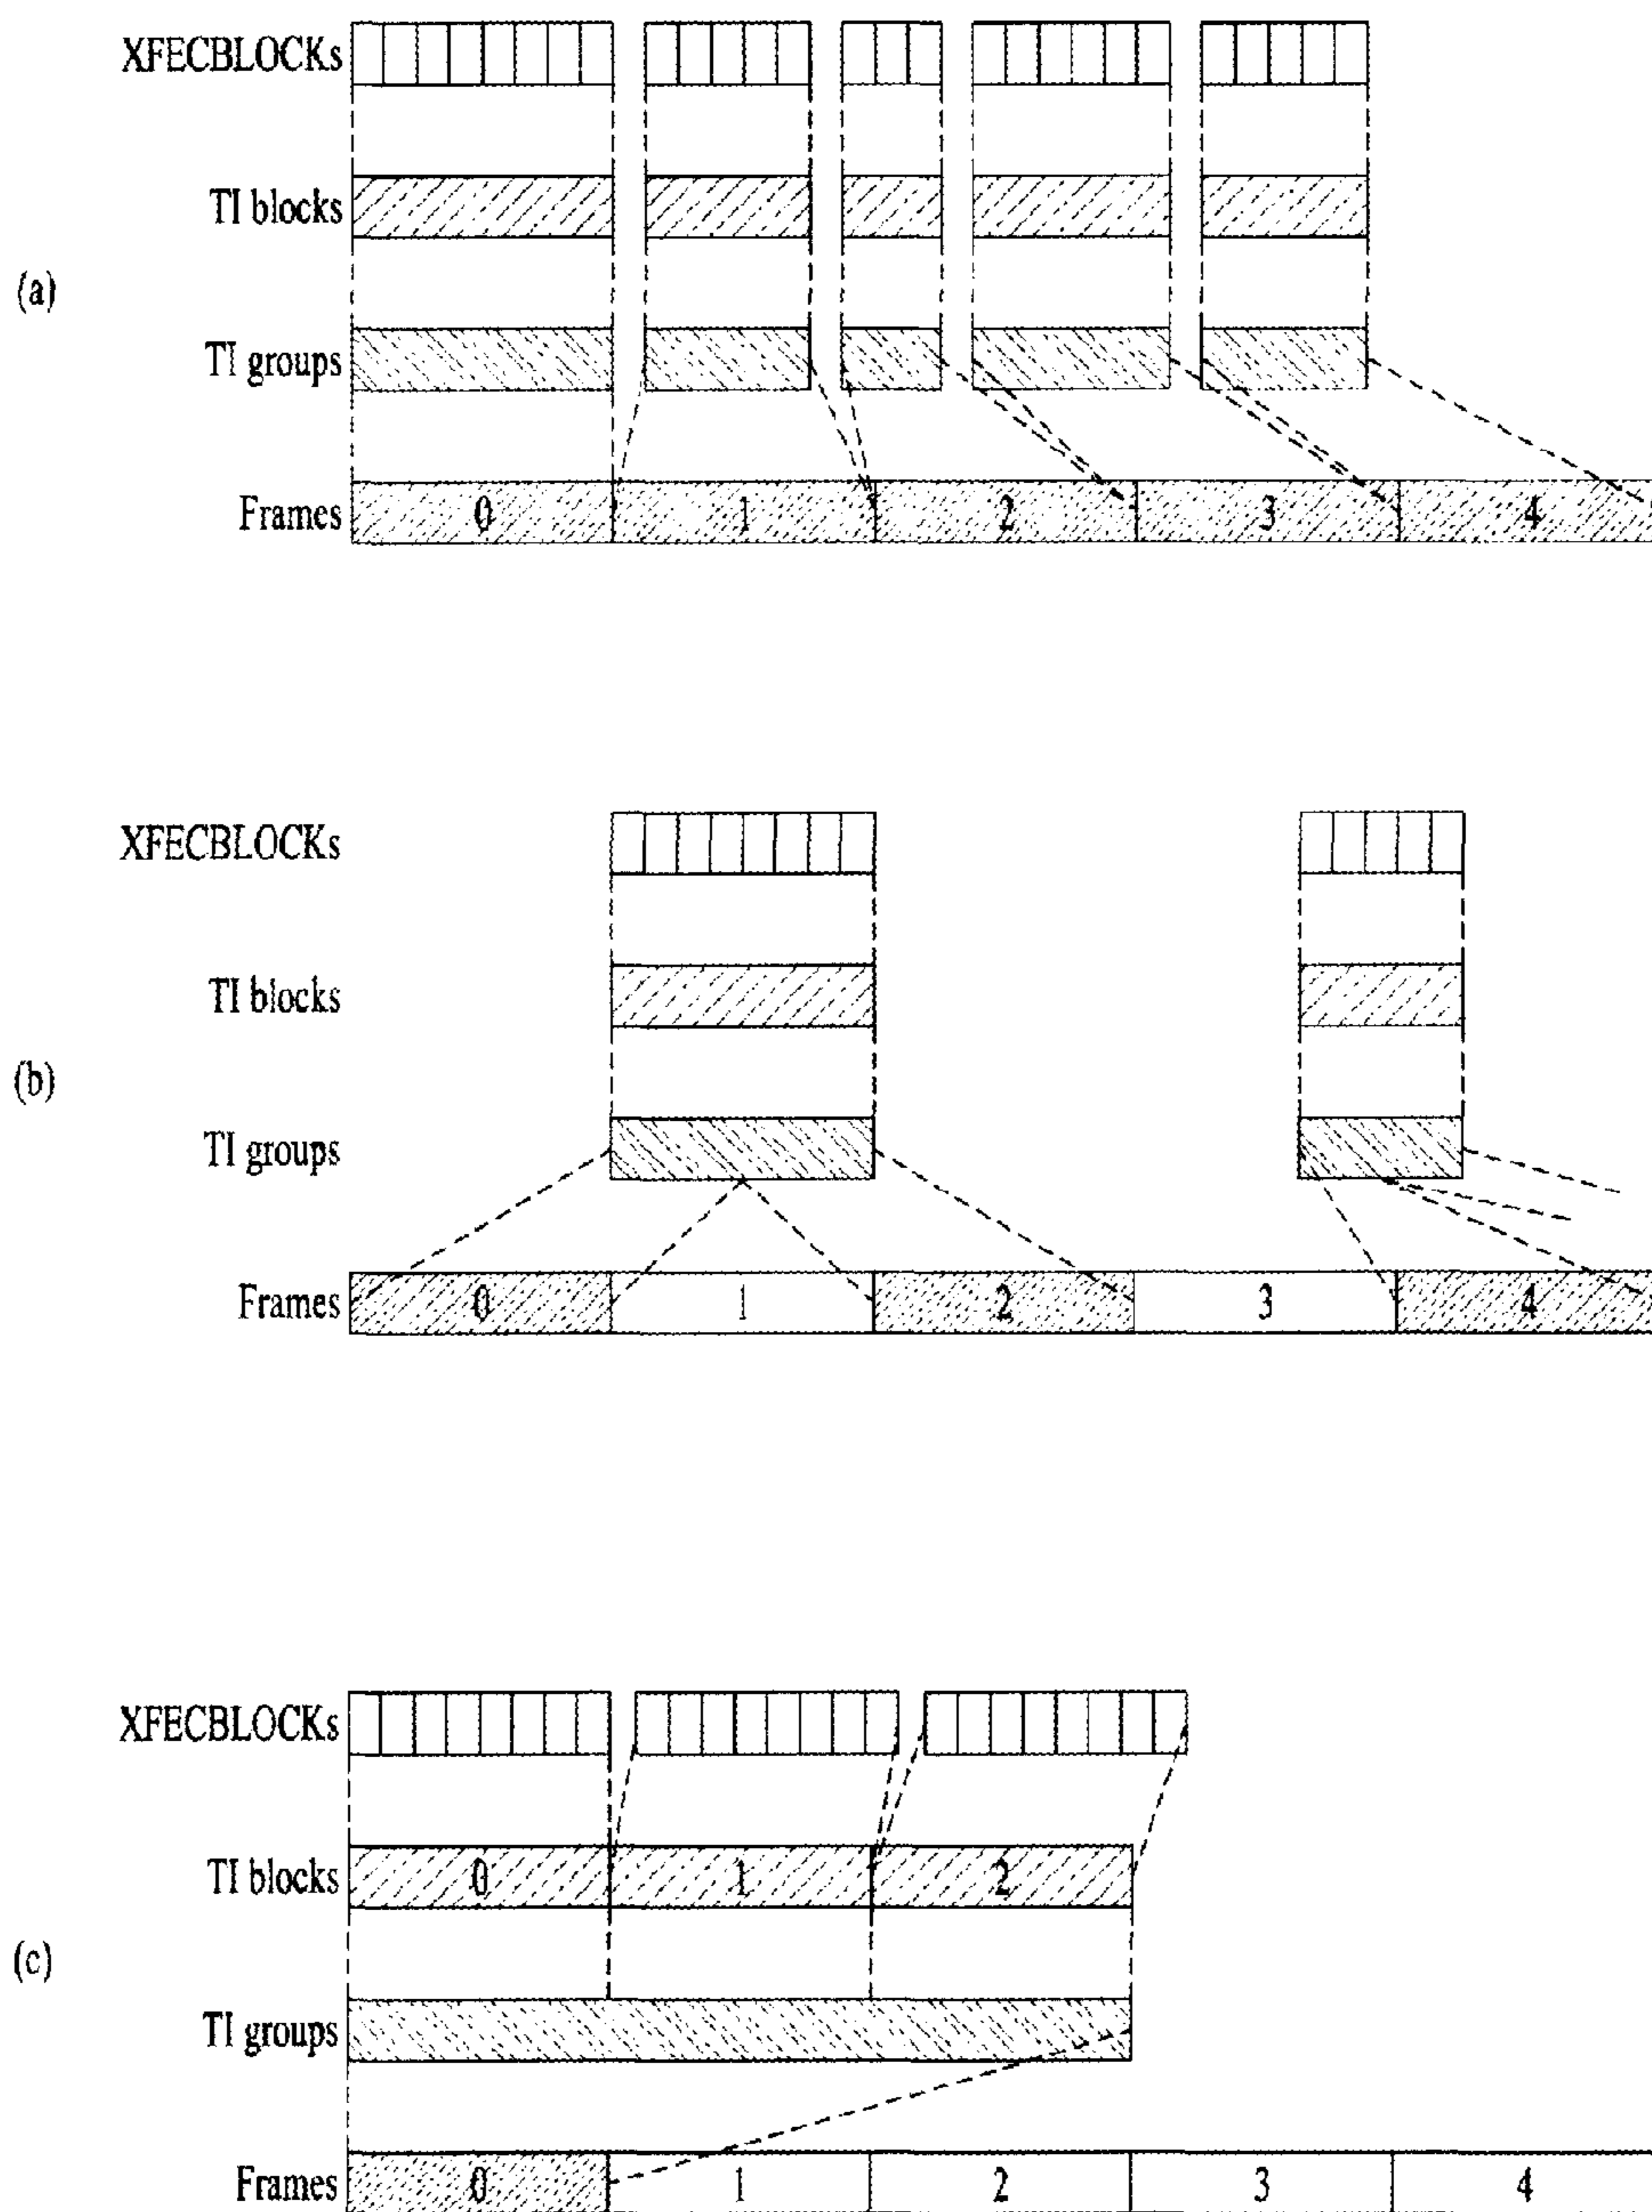 XFECBLOCKs
TI blocks
(a)
TI groups
Frames 0 1 2 3 4
XFECBLOCKs
TI blocks
(b)
TI groups
Frames 0 1 2 3 4
XFECBLOCKs
TI blocks 0 1 2
(c)
TI groups
Frames 0 1 2 3 4